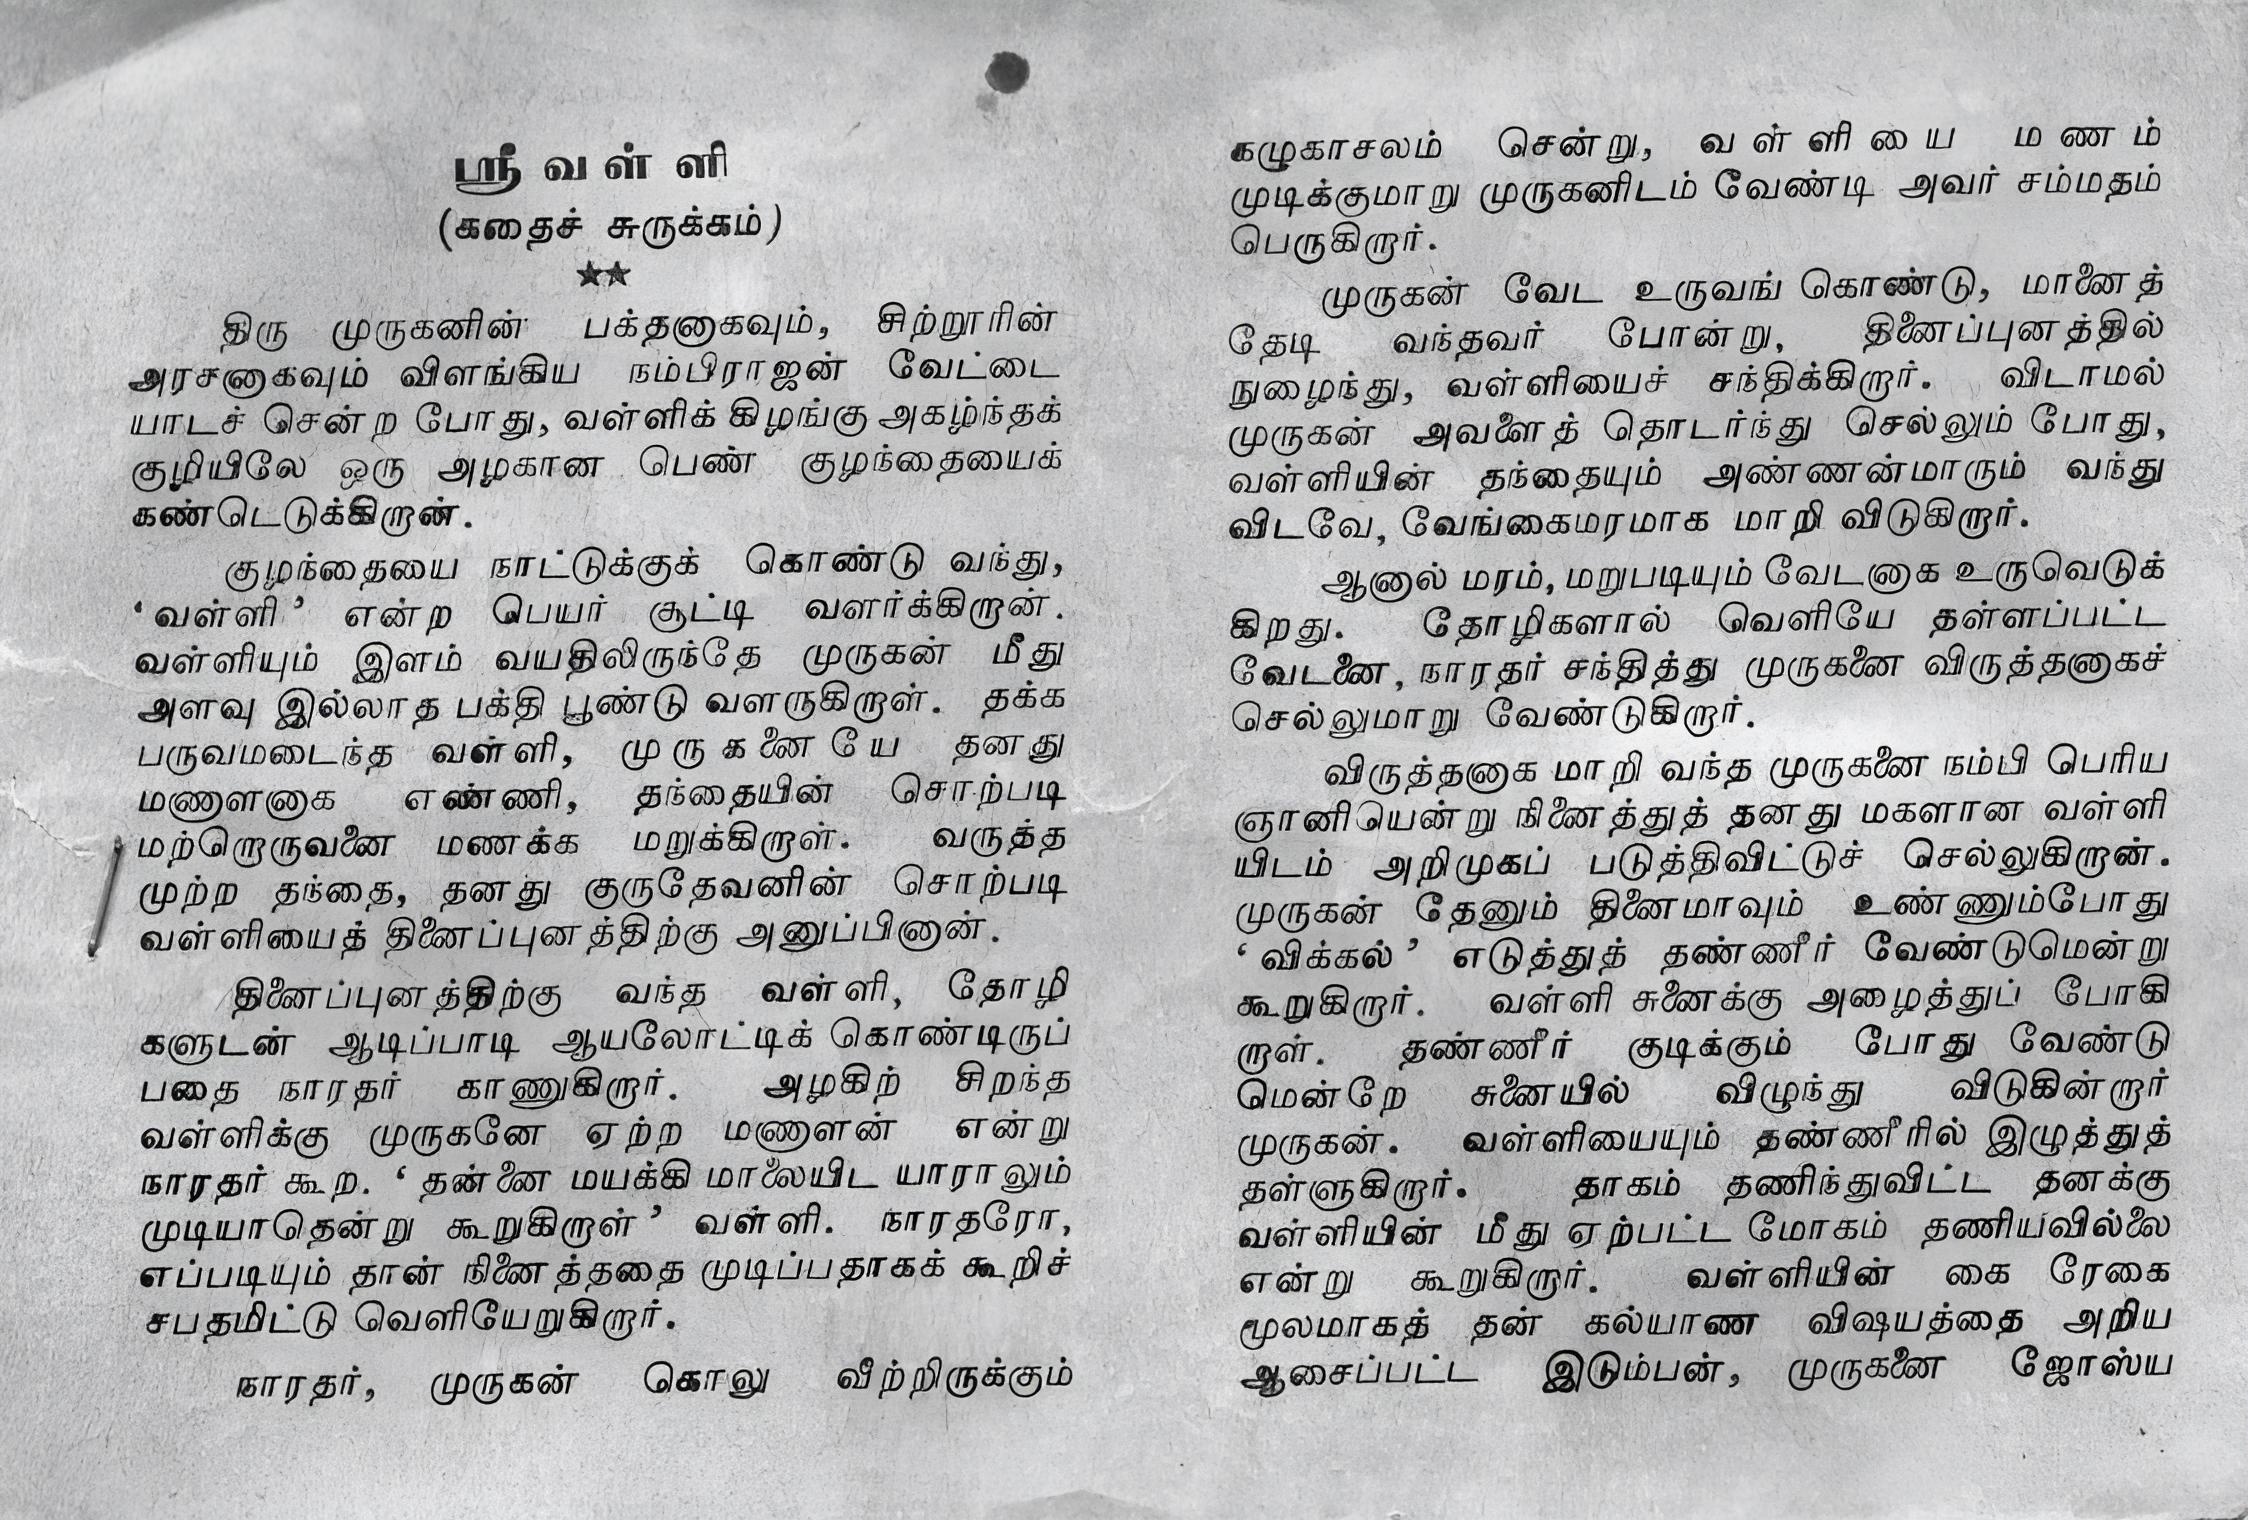 ஸ்ரீ வள்ளி
(கதைச் சுருக்கம்)
★★
திரு முருகனின் பக்தனாகவும், சிற்றூரின்
அரசனாகவும் விளங்கிய நம்பிராஜன் வேட்டை
யாடச் சென்ற போது, வள்ளிக் கிழங்கு அகழ்ந்தக்
குழியிலே ஒரு அழகான பெண் குழந்தையைக்
கண்டெடுக்கிறான்.
குழந்தையை நாட்டுக்குக் கொண்டு வந்து,
‘வள்ளி’ என்ற பெயர் சூட்டி வளர்க்கிறான்.
வள்ளியும் இளம் வயதிலிருந்தே முருகன் மீது
அளவு இல்லாத பக்தி பூண்டு வளருகிறாள். தக்க
பருவமடைந்த வள்ளி, முருகனையே தனது
மணாளனாக எண்ணி, தந்தையின் சொற்படி
மற்றொருவனை மணக்க மறுக்கிறாள். வருத்த
முற்ற தந்தை, தனது குருதேவனின் சொற்படி
வள்ளியைத் தினைப்புனத்திற்கு அனுப்பினான்.
தினைப்புனத்திற்கு வந்த வள்ளி, தோழி
களுடன் ஆடிப்பாடி ஆயலோட்டிக் கொண்டிருப்
பதை நாரதர் காணுகிறார். அழகிற் சிறந்த
வள்ளிக்கு முருகனே ஏற்ற மணாளன் என்று
நாரதர் கூற. ‘தன்னை மயக்கி மாலையிட யாராலும்
முடியாதென்று கூறுகிறாள்’ வள்ளி. நாரதரோ,
எப்படியும் தான் நினைத்ததை முடிப்பதாகக் கூறிச்
சபதமிட்டு வெளியேறுகிறார்.
நாரதர், முருகன் கொலு வீற்றிருக்கும்
கழுகாசலம் சென்று, வள்ளியை மணம்
முடிக்குமாறு முருகனிடம் வேண்டி அவர் சம்மதம்
பெருகிறார்.
முருகன் வேட உருவங் கொண்டு, மானைத்
தேடி வந்தவர் போன்று, தினைப்புனத்தில்
நுழைந்து, வள்ளியைச் சந்திக்கிறார். விடாமல்
முருகன் அவளைத் தொடர்ந்து செல்லும் போது,
வள்ளியின் தந்தையும் அண்ணன்மாரும் வந்து
விடவே, வேங்கைமரமாக மாறி விடுகிறார்.
ஆனால் மரம், மறுபடியும் வேடனாக உருவெடுக்
கிறது. தோழிகளால் வெளியே தள்ளப்பட்ட
வேடனை, நாரதர் சந்தித்து முருகனை விருத்தனாகச்
செல்லுமாறு வேண்டுகிறார்.
விருத்தனாக மாறி வந்த முருகனை நம்பி பெரிய
ஞானியென்று நினைத்துத் தனது மகளான வள்ளி
யிடம் அறிமுகப் படுத்திவிட்டுச் செல்லுகிறான்.
முருகன் தேனும் தினைமாவும் உண்ணும்போது
‘விக்கல்’ எடுத்துத் தண்ணீர் வேண்டுமென்று
கூறுகிறார். வள்ளி சுனைக்கு அழைத்துப் போகி
றாள். தண்ணீர் குடிக்கும் போது வேண்டு
மென்றே சுனையில் விழுந்து விடுகின்றார்
முருகன். வள்ளியையும் தண்ணீரில் இழுத்துத்
தள்ளுகிறார். தாகம் தணிந்துவிட்ட தனக்கு
வள்ளியின் மீது ஏற்பட்ட மோகம் தணியவில்லை
என்று கூறுகிறார். வள்ளியின் கை ரேகை
மூலமாகத் தன் கல்யாண விஷயத்தை அறிய
ஆசைப்பட்ட இடும்பன், முருகனை ஜோஸ்ய